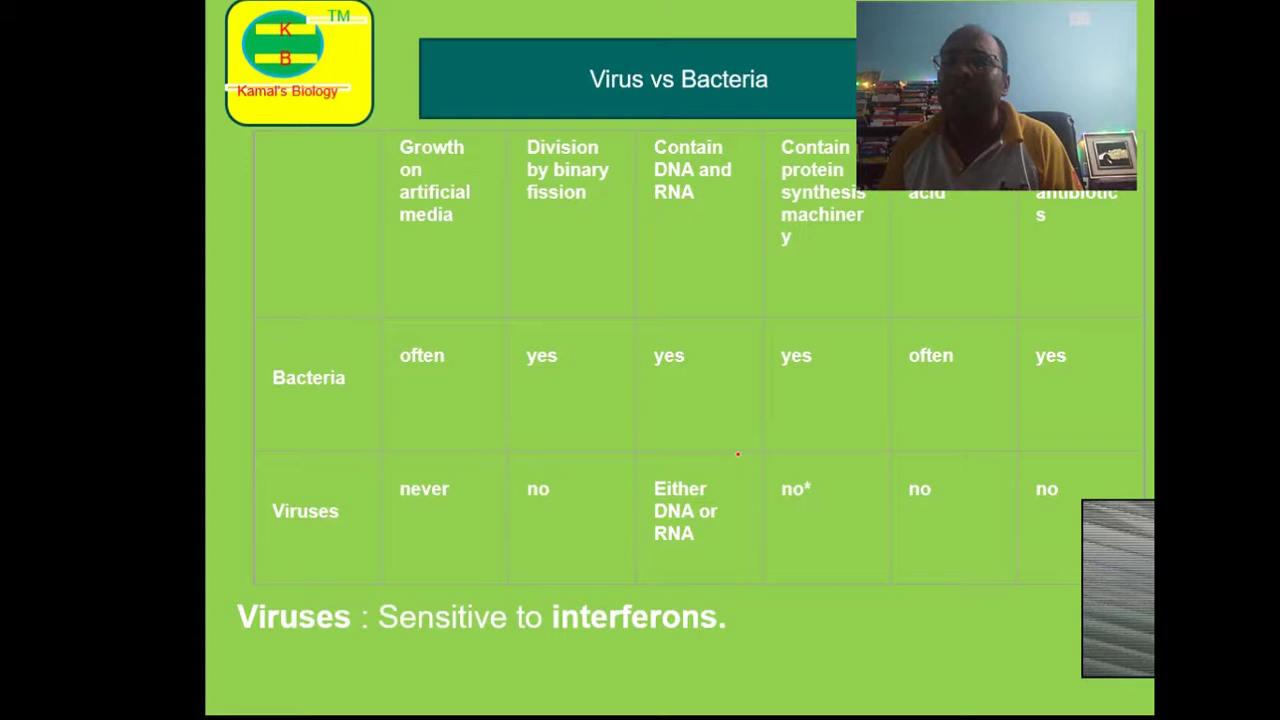 TM
K
B
Kamal's Biology
Virus vs Bacteria
Growth
on
artificial
media
Division
by binary
fission
Contain
DNA and
RNA
Contain
protein
synthesis
machiner
y
acid
antibiotic
s
Bacteria
often
yes
yes
yes
often
yes
Viruses
never
no
Either
DNA or
RNA
no*
no
no
Viruses : Sensitive to interferons.